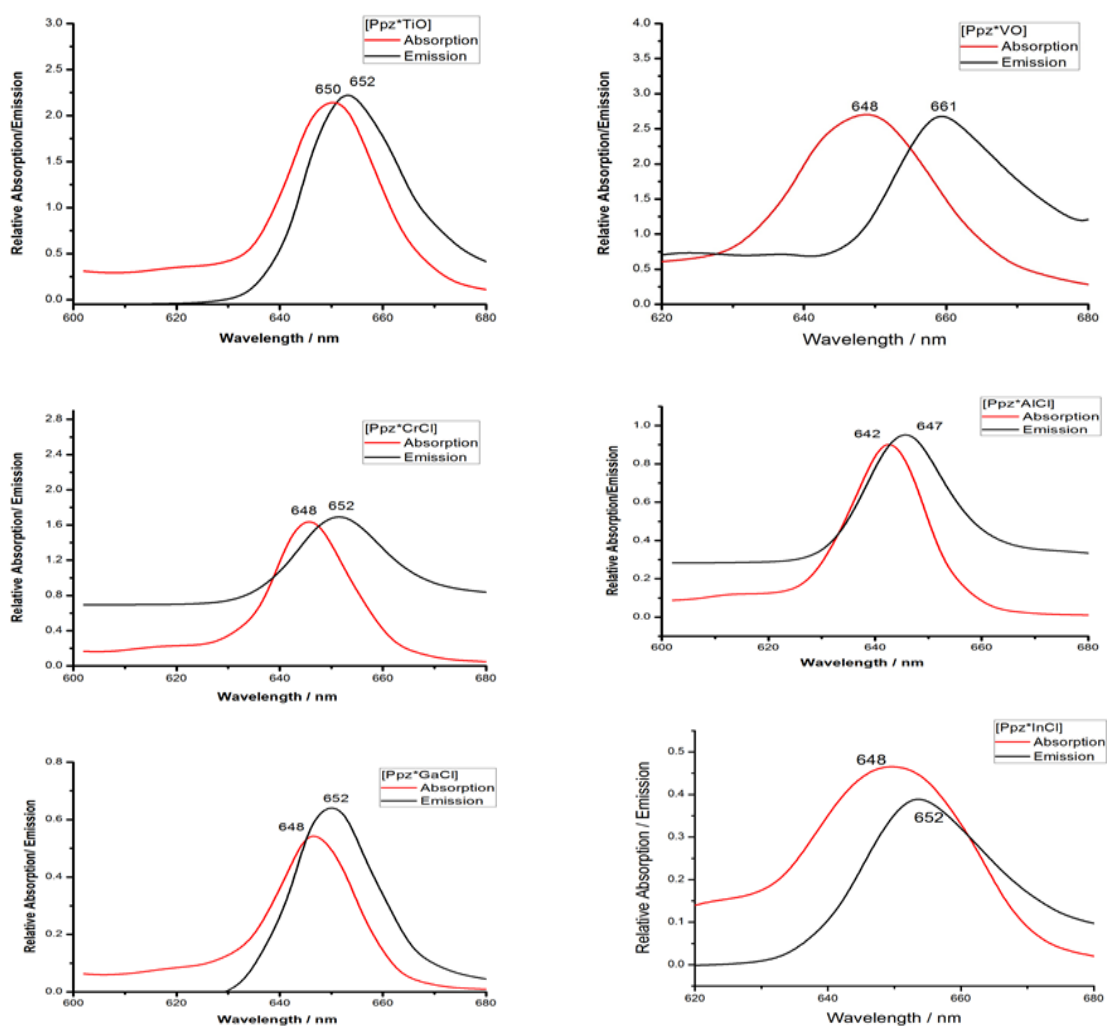 [Ppz*TiO]
Absorption
Emission
650
652
Relative Absorption/Emission
3.0
2.5
2.0
1.5
1.0
0.5
0.0
600
620
640
660
680
Wavelength / nm
[Ppz*VO]
Absorption
Emission
648
661
Relative Absorption/Emission
4.0
3.5
3.0
2.5
2.0
1.5
1.0
0.5
0.0
620
640
660
680
Wavelength / nm
[Ppz*CrCl]
Absorption
Emission
648
652
Relative Absorption/ Emission
2.8
2.4
2.0
1.6
1.2
0.8
0.4
0.0
600
620
640
660
680
Wavelength / nm
[Ppz*AlCl]
Absorption
Emission
642
647
Relative Absorption/Emission
1.0
0.8
0.6
0.4
0.2
0.0
600
620
640
660
680
Wavelength / nm
[Ppz*GaCl]
Absorption
Emission
648
652
Relative Absorption/ Emission
0.8
0.6
0.4
0.2
0.0
600
620
640
660
680
Wavelength / nm
[Ppz*InCl]
Absorption
Emission
648
652
Relative Absorption / Emission
0.5
0.4
0.3
0.2
0.1
0.0
620
640
660
680
Wavelength / nm